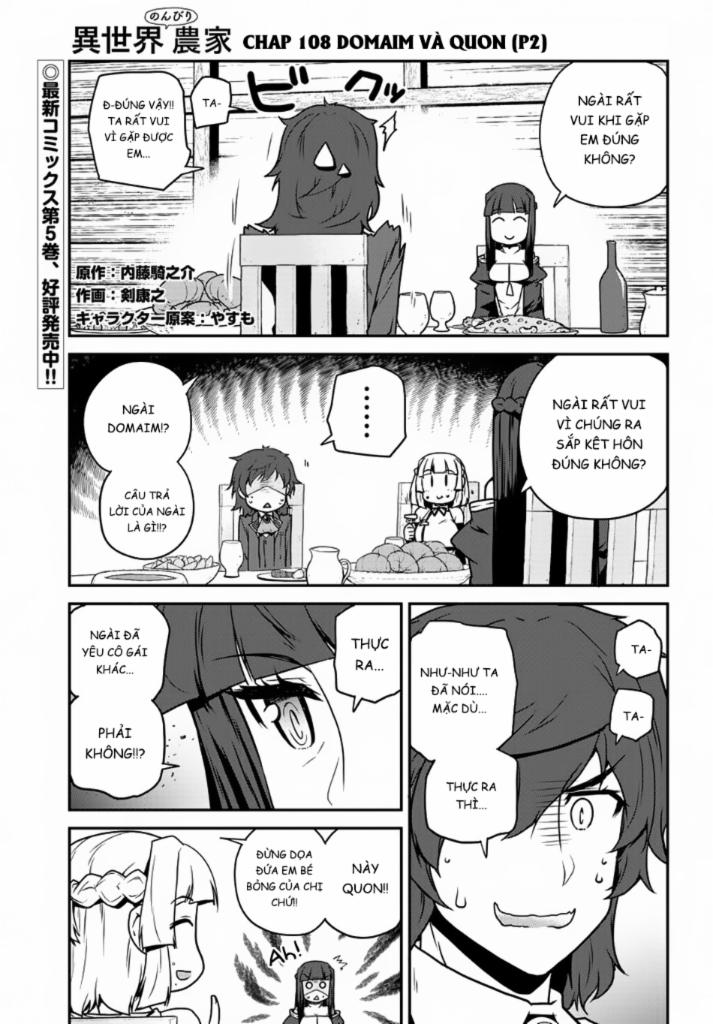 のんびり
異世界 農家 CHAP 108 DOMAIM VÀ QUON (P2)
◎最新コミックス第5巻、好評発売中!!
NGÀI RẤT
VUI KHI GẶP
EM ĐÚNG
KHÔNG?
ビクッ
TA-
Đ-ĐÚNG VẬY!!
TA RẤT VUI
VÌ GẶP ĐƯỢC
EM...
原作：内藤騎之介
作画：剣康之
キャラクター原案：やすも
NGÀI RẤT VUI
VÌ CHÚNG RA
SẮP KẾT HÔN
ĐÚNG KHÔNG?
......
NGÀI
DOMAIM!?
CÂU TRẢ
LỜI CỦA NGÀI
LÀ GÌ!!?
TA-
TA-
NHƯ-NHƯ TA
ĐÃ NÓI....
MẶC DÙ...
THỰC RA
THÌ...
THỰC
RA...
NGÀI ĐÃ
YÊU CÔ GÁI
KHÁC...
PHẢI
KHÔNG!!?
NÀY
QUON!!
ĐỪNG DỌA
ĐỨA EM BÉ
BỎNG CỦA CHI
CHỨ!!
Ah!